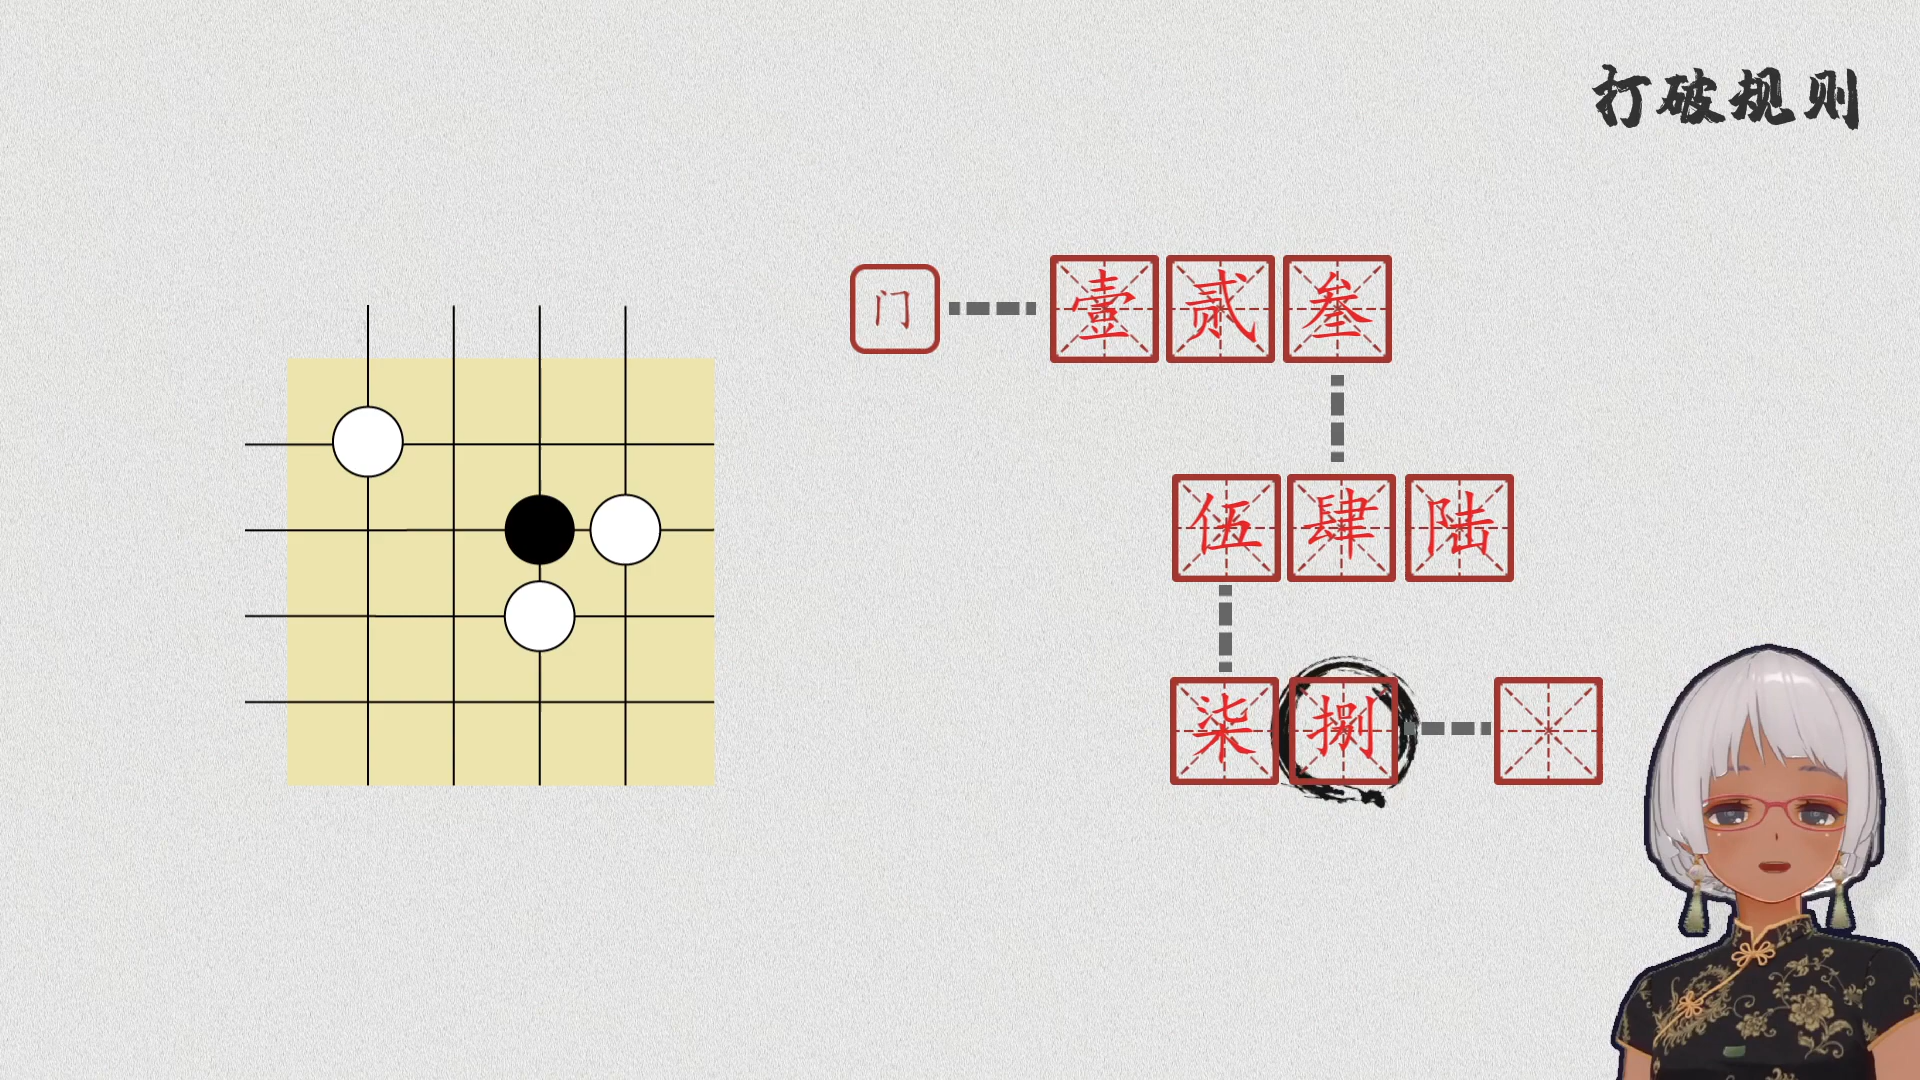 打破规则
门 壹 贰 叁
伍 肆 陆
柒 捌